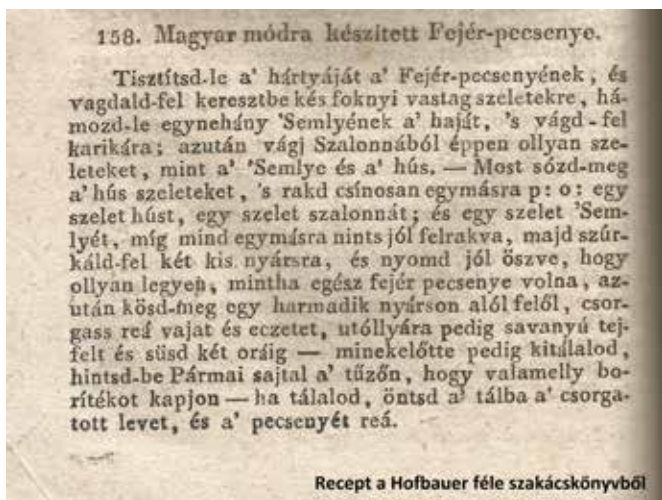 158. Magyar módra készitett Fejér-pecsenye.
Tisztítsd-le a' hártyáját a' Fejér-pecsenyének, és
vagdald-fel keresztbe kés foknyi vastag szeletekre, há-
mozd-le egynehány 'Semlyének a' haját, 's vágd-fel
karikára; azután vágj Szalonnából éppen ollyan sze-
leteket, mint a' 'Semlye és a' hús. — Most sózd-meg
a' hús szeleteket, 's rakd csínosan egymásra p: o: egy
szelet húst, egy szelet szalonnát; és egy szelet 'Sem-
lyét, míg mind egymásra nints jól felrakva, majd szúr-
káld-fel két kis nyársra, és nyomd jól öszve, hogy
ollyan legyen, mintha egész fejér pecsenye volna, az-
után kösd-meg egy harmadik nyárson alól felől, csor-
gass reá vajat és eczetet, utóllyára pedig savanyú tej-
felt és süsd két oráig — minekelőtte pedig kitálalod,
hintsd-be Pármai sajtal a' tűzőn, hogy valamelly bo-
rítékot kapjon — ha tálalod, öntsd a' tálba a' csorga-
tott levet, és a' pecsenyét reá.
Recept a Hofbauer féle szakácskönyvből